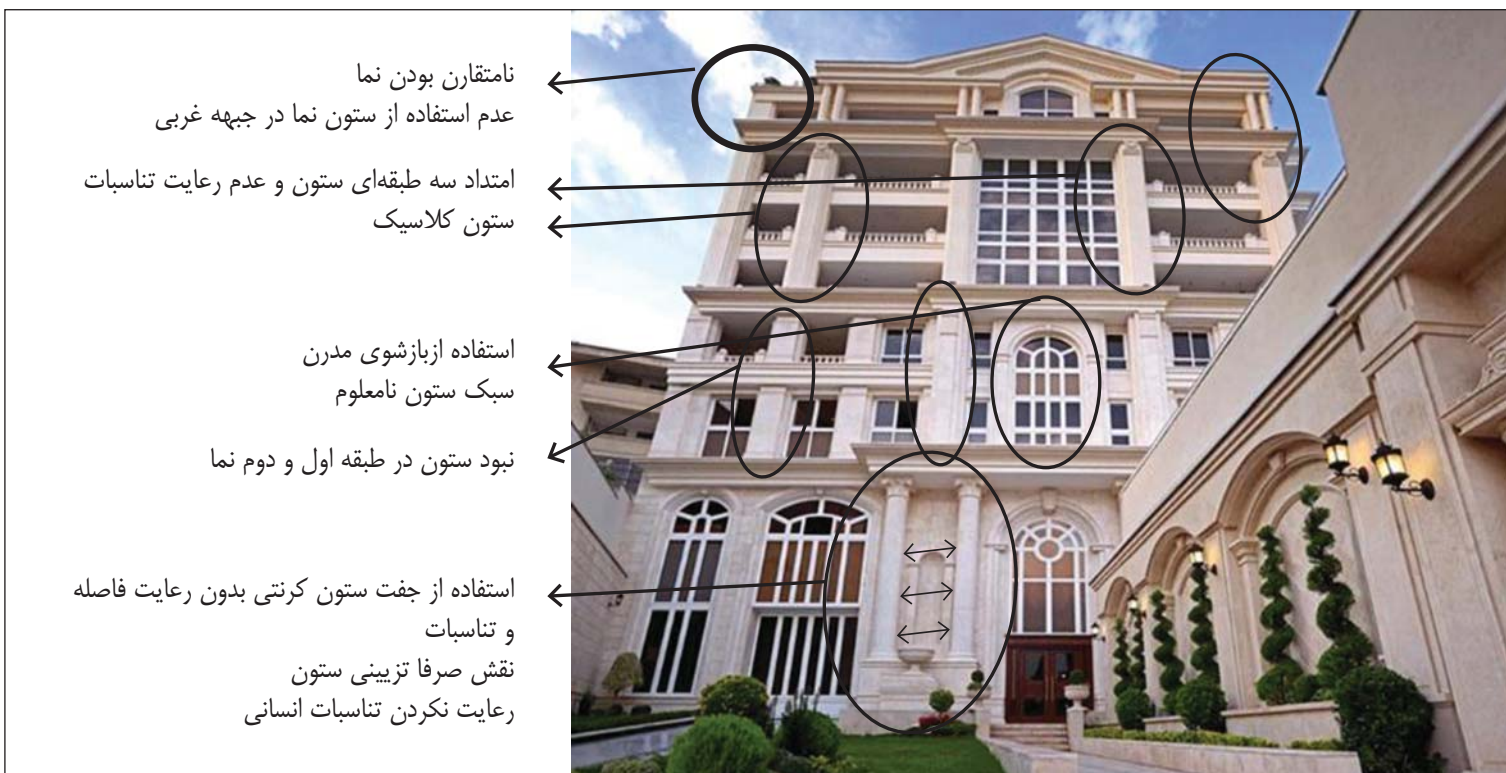 نامتقارن بودن نما
عدم استفاده از ستون نما در جبهه غربی
امتداد سه طبقه‌ای ستون و عدم رعایت تناسبات
ستون کلاسیک
استفاده ازبازشوی مدرن
سبک ستون نامعلوم
نبود ستون در طبقه اول و دوم نما
استفاده از جفت ستون کرنتی بدون رعایت فاصله
و تناسبات
نقش صرفا تزیینی ستون
رعایت نکردن تناسبات انسانی